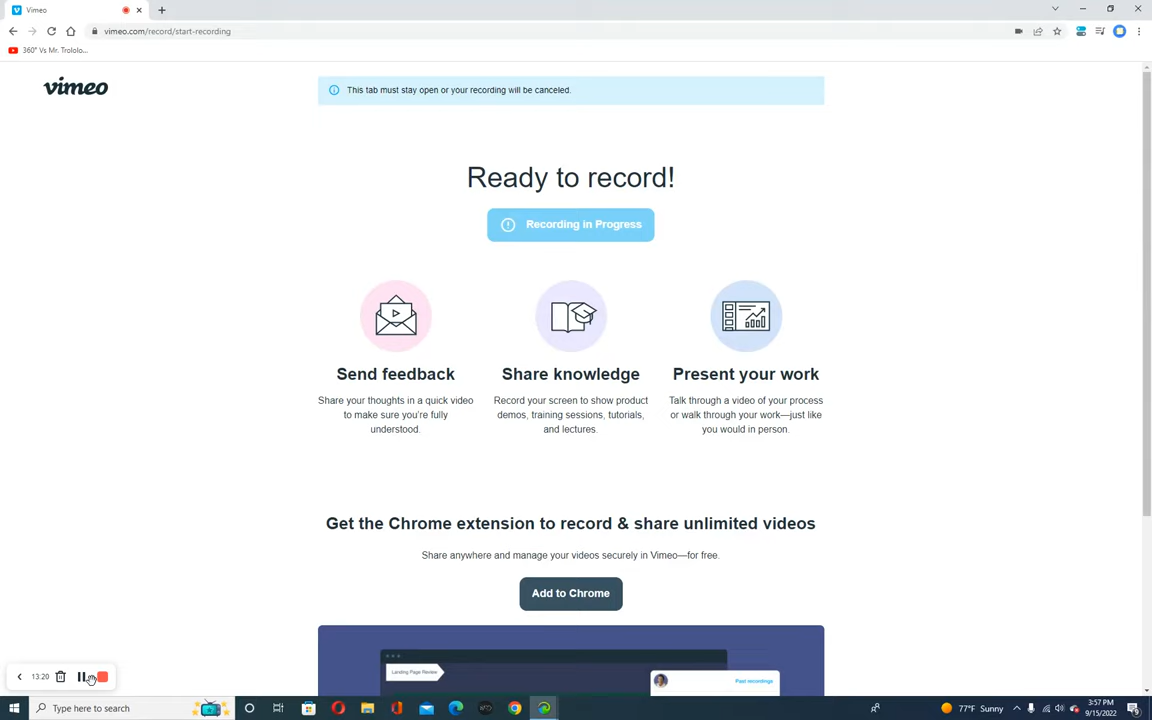 Vimeo
vimeo.com/record/start-recording
360° Vs Mr. Trololo...
vimeo
This tab must stay open or your recording will be canceled.
Ready to record!
Recording in Progress
Send feedback
Share your thoughts in a quick video
to make sure you're fully
understood.
Share knowledge
Record your screen to show product
demos, training sessions, tutorials,
and lectures.
Present your work
Talk through a video of your process
or walk through your work—just like
you would in person.
Get the Chrome extension to record & share unlimited videos
Share anywhere and manage your videos securely in Vimeo—for free.
Add to Chrome
Landing Page Review
Past recordings
13:20
Type here to search
77°F Sunny
3:57 PM
9/15/2022